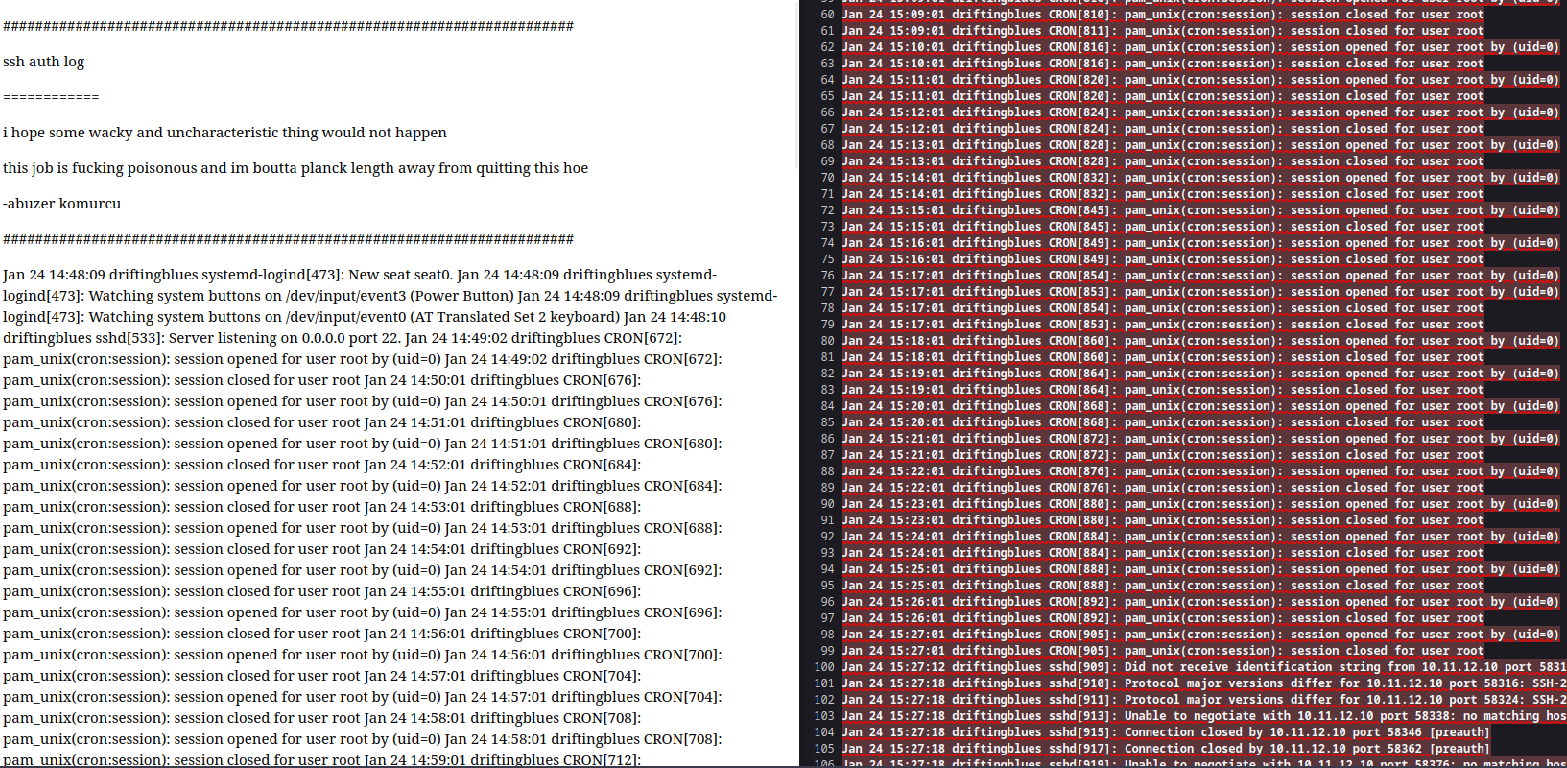 ######################################################################
ssh auth log
============
i hope some wacky and uncharacteristic thing would not happen
this job is fucking poisonous and im boutta planck length away from quitting this hoe
-abuzer komurcu
######################################################################
Jan 24 14:48:09 driftingblues systemd-logind[473]: New seat seat0. Jan 24 14:48:09 driftingblues systemd-
logind[473]: Watching system buttons on /dev/input/event3 (Power Button) Jan 24 14:48:09 driftingblues systemd-
logind[473]: Watching system buttons on /dev/input/event0 (AT Translated Set 2 keyboard) Jan 24 14:48:10
driftingblues sshd[533]: Server listening on 0.0.0.0 port 22. Jan 24 14:49:02 driftingblues CRON[672]:
pam_unix(cron:session): session opened for user root by (uid=0) Jan 24 14:49:02 driftingblues CRON[672]:
pam_unix(cron:session): session closed for user root Jan 24 14:50:01 driftingblues CRON[676]:
pam_unix(cron:session): session opened for user root by (uid=0) Jan 24 14:50:01 driftingblues CRON[676]:
pam_unix(cron:session): session closed for user root Jan 24 14:51:01 driftingblues CRON[680]:
pam_unix(cron:session): session opened for user root by (uid=0) Jan 24 14:51:01 driftingblues CRON[680]:
pam_unix(cron:session): session closed for user root Jan 24 14:52:01 driftingblues CRON[684]:
pam_unix(cron:session): session opened for user root by (uid=0) Jan 24 14:52:01 driftingblues CRON[684]:
pam_unix(cron:session): session closed for user root Jan 24 14:53:01 driftingblues CRON[688]:
pam_unix(cron:session): session opened for user root by (uid=0) Jan 24 14:53:01 driftingblues CRON[688]:
pam_unix(cron:session): session closed for user root Jan 24 14:54:01 driftingblues CRON[692]:
pam_unix(cron:session): session opened for user root by (uid=0) Jan 24 14:54:01 driftingblues CRON[692]:
pam_unix(cron:session): session closed for user root Jan 24 14:55:01 driftingblues CRON[696]:
pam_unix(cron:session): session opened for user root by (uid=0) Jan 24 14:55:01 driftingblues CRON[696]:
pam_unix(cron:session): session closed for user root Jan 24 14:56:01 driftingblues CRON[700]:
pam_unix(cron:session): session opened for user root by (uid=0) Jan 24 14:56:01 driftingblues CRON[700]:
pam_unix(cron:session): session closed for user root Jan 24 14:57:01 driftingblues CRON[704]:
pam_unix(cron:session): session opened for user root by (uid=0) Jan 24 14:57:01 driftingblues CRON[704]:
pam_unix(cron:session): session closed for user root Jan 24 14:58:01 driftingblues CRON[708]:
pam_unix(cron:session): session opened for user root by (uid=0) Jan 24 14:58:01 driftingblues CRON[708]:
pam_unix(cron:session): session closed for user root Jan 24 14:59:01 driftingblues CRON[712]:
60 Jan 24 15:09:01 driftingblues CRON[810]: pam_unix(cron:session): session closed for user root
61 Jan 24 15:09:01 driftingblues CRON[811]: pam_unix(cron:session): session closed for user root
62 Jan 24 15:10:01 driftingblues CRON[816]: pam_unix(cron:session): session opened for user root by (uid=0)
63 Jan 24 15:10:01 driftingblues CRON[816]: pam_unix(cron:session): session closed for user root
64 Jan 24 15:11:01 driftingblues CRON[820]: pam_unix(cron:session): session opened for user root by (uid=0)
65 Jan 24 15:11:01 driftingblues CRON[820]: pam_unix(cron:session): session closed for user root
66 Jan 24 15:12:01 driftingblues CRON[824]: pam_unix(cron:session): session opened for user root by (uid=0)
67 Jan 24 15:12:01 driftingblues CRON[824]: pam_unix(cron:session): session closed for user root
68 Jan 24 15:13:01 driftingblues CRON[828]: pam_unix(cron:session): session opened for user root by (uid=0)
69 Jan 24 15:13:01 driftingblues CRON[828]: pam_unix(cron:session): session closed for user root
70 Jan 24 15:14:01 driftingblues CRON[832]: pam_unix(cron:session): session opened for user root by (uid=0)
71 Jan 24 15:14:01 driftingblues CRON[832]: pam_unix(cron:session): session closed for user root
72 Jan 24 15:15:01 driftingblues CRON[845]: pam_unix(cron:session): session opened for user root by (uid=0)
73 Jan 24 15:15:01 driftingblues CRON[845]: pam_unix(cron:session): session closed for user root
74 Jan 24 15:16:01 driftingblues CRON[849]: pam_unix(cron:session): session opened for user root by (uid=0)
75 Jan 24 15:16:01 driftingblues CRON[849]: pam_unix(cron:session): session closed for user root
76 Jan 24 15:17:01 driftingblues CRON[854]: pam_unix(cron:session): session opened for user root by (uid=0)
77 Jan 24 15:17:01 driftingblues CRON[853]: pam_unix(cron:session): session opened for user root by (uid=0)
78 Jan 24 15:17:01 driftingblues CRON[854]: pam_unix(cron:session): session closed for user root
79 Jan 24 15:17:01 driftingblues CRON[853]: pam_unix(cron:session): session closed for user root
80 Jan 24 15:18:01 driftingblues CRON[860]: pam_unix(cron:session): session opened for user root by (uid=0)
81 Jan 24 15:18:01 driftingblues CRON[860]: pam_unix(cron:session): session closed for user root
82 Jan 24 15:19:01 driftingblues CRON[864]: pam_unix(cron:session): session opened for user root by (uid=0)
83 Jan 24 15:19:01 driftingblues CRON[864]: pam_unix(cron:session): session closed for user root
84 Jan 24 15:20:01 driftingblues CRON[868]: pam_unix(cron:session): session opened for user root by (uid=0)
85 Jan 24 15:20:01 driftingblues CRON[868]: pam_unix(cron:session): session closed for user root
86 Jan 24 15:21:01 driftingblues CRON[872]: pam_unix(cron:session): session opened for user root by (uid=0)
87 Jan 24 15:21:01 driftingblues CRON[872]: pam_unix(cron:session): session closed for user root
88 Jan 24 15:22:01 driftingblues CRON[876]: pam_unix(cron:session): session opened for user root by (uid=0)
89 Jan 24 15:22:01 driftingblues CRON[876]: pam_unix(cron:session): session closed for user root
90 Jan 24 15:23:01 driftingblues CRON[880]: pam_unix(cron:session): session opened for user root by (uid=0)
91 Jan 24 15:23:01 driftingblues CRON[880]: pam_unix(cron:session): session closed for user root
92 Jan 24 15:24:01 driftingblues CRON[884]: pam_unix(cron:session): session opened for user root by (uid=0)
93 Jan 24 15:24:01 driftingblues CRON[884]: pam_unix(cron:session): session closed for user root
94 Jan 24 15:25:01 driftingblues CRON[888]: pam_unix(cron:session): session opened for user root by (uid=0)
95 Jan 24 15:25:01 driftingblues CRON[888]: pam_unix(cron:session): session closed for user root
96 Jan 24 15:26:01 driftingblues CRON[892]: pam_unix(cron:session): session opened for user root by (uid=0)
97 Jan 24 15:26:01 driftingblues CRON[892]: pam_unix(cron:session): session closed for user root
98 Jan 24 15:27:01 driftingblues CRON[905]: pam_unix(cron:session): session opened for user root by (uid=0)
99 Jan 24 15:27:01 driftingblues CRON[905]: pam_unix(cron:session): session closed for user root
100 Jan 24 15:27:12 driftingblues sshd[909]: Did not receive identification string from 10.11.12.10 port 5831
101 Jan 24 15:27:18 driftingblues sshd[910]: Protocol major versions differ for 10.11.12.10 port 58316: SSH-2
102 Jan 24 15:27:18 driftingblues sshd[911]: Protocol major versions differ for 10.11.12.10 port 58324: SSH-2
103 Jan 24 15:27:18 driftingblues sshd[913]: Unable to negotiate with 10.11.12.10 port 58338: no matching hos
104 Jan 24 15:27:18 driftingblues sshd[915]: Connection closed by 10.11.12.10 port 58346 [preauth]
105 Jan 24 15:27:18 driftingblues sshd[917]: Connection closed by 10.11.12.10 port 58362 [preauth]
106 Jan 24 15:27:18 driftingblues sshd[919]: Unable to negotiate with 10.11.12.10 port 58376: no matching hos